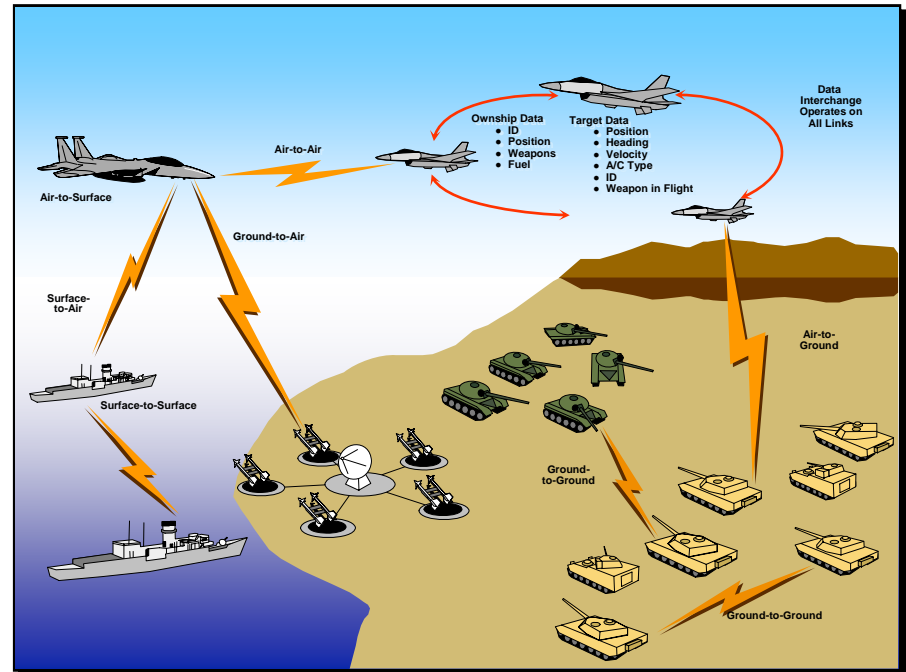 Data
Interchange
Operates on
All Links
Ownship Data
● ID
● Position
● Weapons
● Fuel
Target Data
● Position
● Heading
● Velocity
● A/C Type
● ID
● Weapon in Flight
Air-to-Air
Air-to-Surface
Ground-to-Air
Surface-
to-Air
Air-to-
Ground
Surface-to-Surface
Ground-
to-Ground
Ground-to-Ground